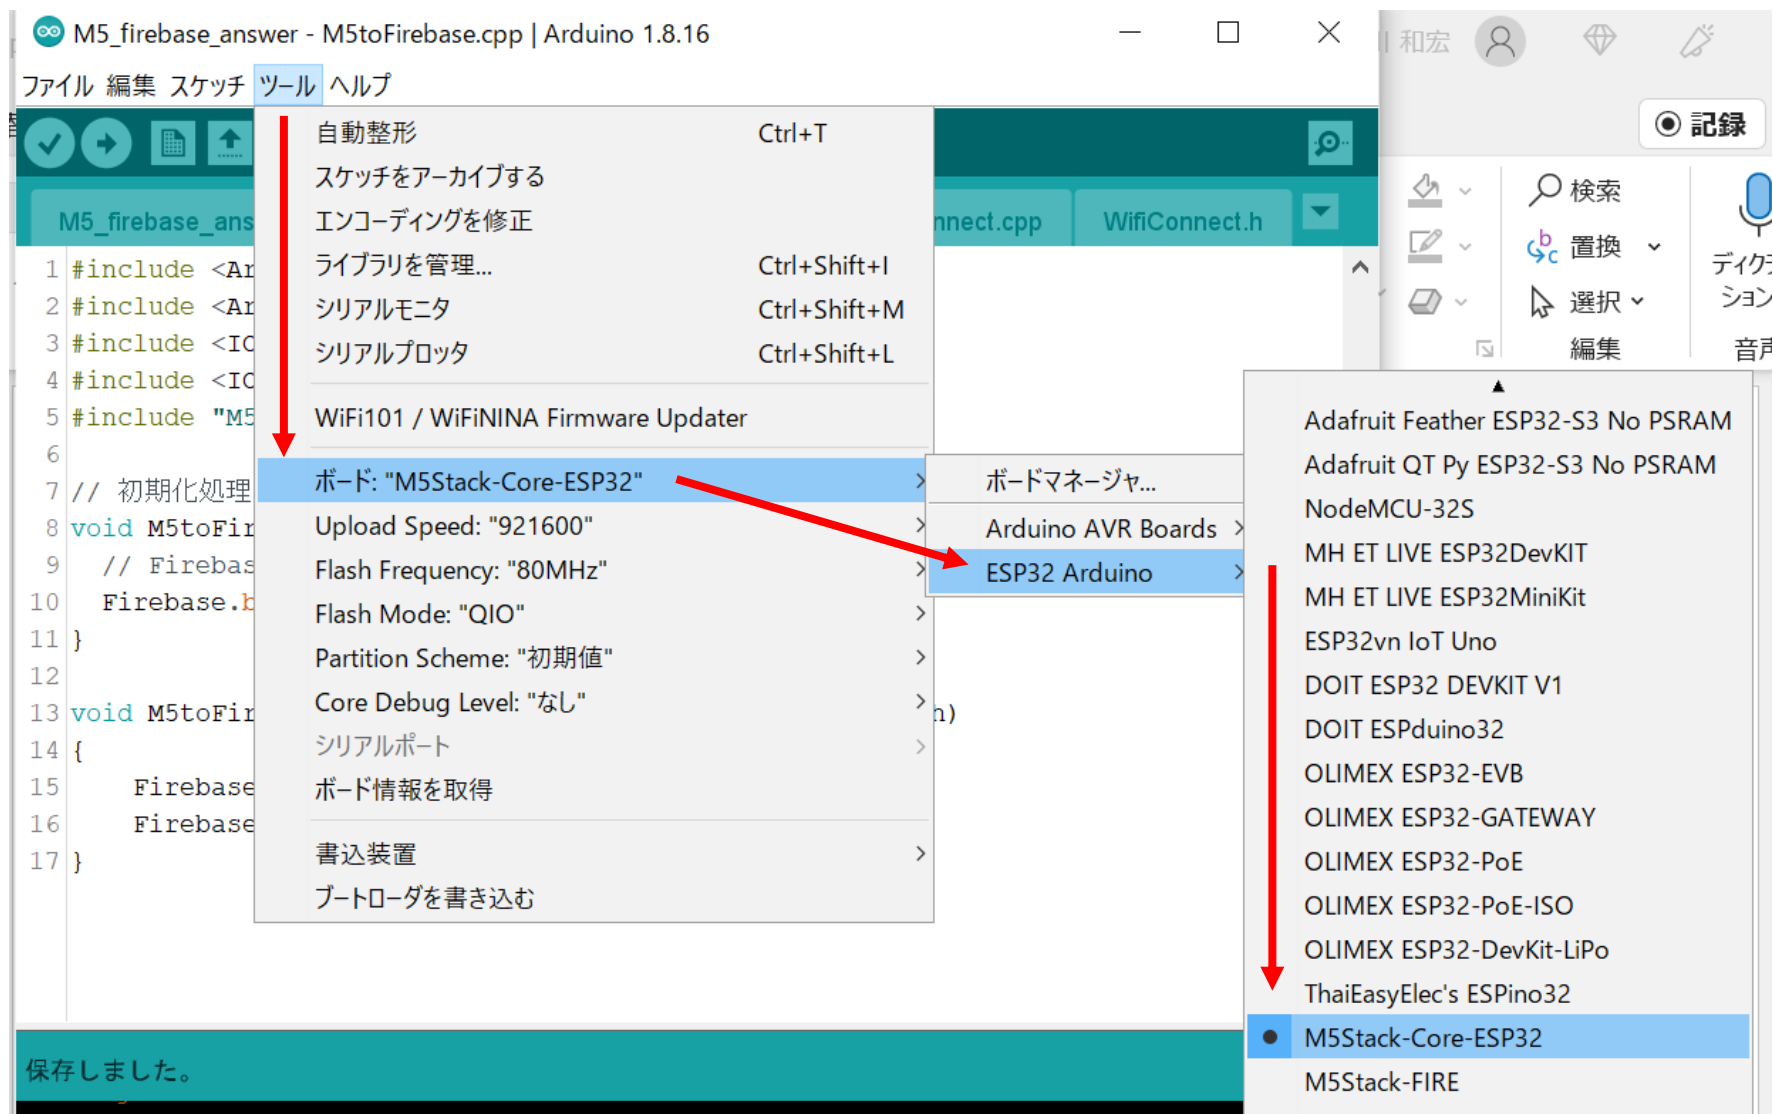 M5_firebase_answer - M5toFirebase.cpp | Arduino 1.8.16
和宏
ファイル 編集 スケッチ ツール ヘルプ
記録
自動整形 Ctrl+T
スケッチをアーカイブする
エンコーディングを修正
ライブラリを管理... Ctrl+Shift+I
シリアルモニタ Ctrl+Shift+M
シリアルプロッタ Ctrl+Shift+L
WiFi101 / WiFiNINA Firmware Updater
ボード: "M5Stack-Core-ESP32"
Upload Speed: "921600"
Flash Frequency: "80MHz"
Flash Mode: "QIO"
Partition Scheme: "初期値"
Core Debug Level: "なし"
シリアルポート
ボード情報を取得
書込装置
ブートローダを書き込む
M5_firebase_ans
nnect.cpp
WifiConnect.h
1 #include <Ar
2 #include <Ar
3 #include <IO
4 #include <IO
5 #include "M5
6
7 // 初期化処理
8 void M5toFir
9 // Firebas
10 Firebase.b
11 }
12
13 void M5toFir h)
14 {
15 Firebase
16 Firebase
17 }
保存しました。
ボードマネージャ...
Arduino AVR Boards
ESP32 Arduino
検索
b
c 置換
選択
編集
ディクテ
ション
音声
Adafruit Feather ESP32-S3 No PSRAM
Adafruit QT Py ESP32-S3 No PSRAM
NodeMCU-32S
MH ET LIVE ESP32DevKIT
MH ET LIVE ESP32MiniKit
ESP32vn IoT Uno
DOIT ESP32 DEVKIT V1
DOIT ESPduino32
OLIMEX ESP32-EVB
OLIMEX ESP32-GATEWAY
OLIMEX ESP32-PoE
OLIMEX ESP32-PoE-ISO
OLIMEX ESP32-DevKit-LiPo
ThaiEasyElec's ESPino32
M5Stack-Core-ESP32
M5Stack-FIRE